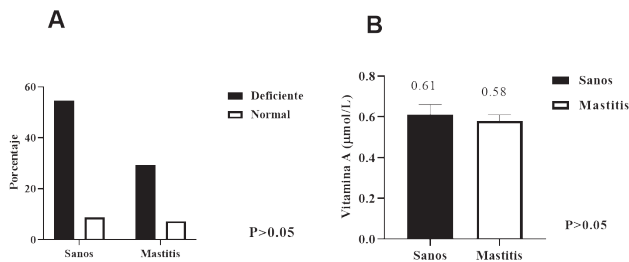 A
60
40
20
0
Porcentaje
Sanos
Mastitis
Deficiente
Normal
P>0.05
B
0.8
0.6
0.4
0.2
0.0
Vitamina A (µmol/L)
0.61
0.58
Sanos
Mastitis
Sanos
Mastitis
P>0.05